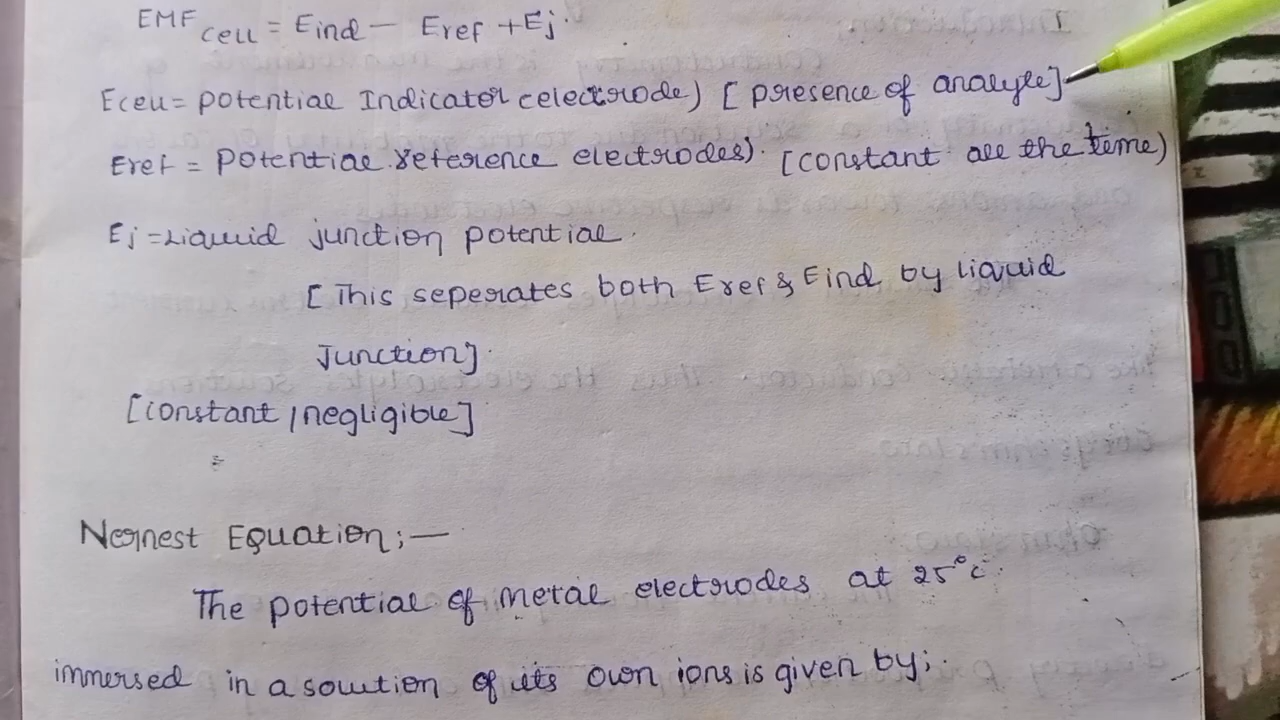 EMF cell = Eind - Eref + Ej.
Ecell = potential Indicator celectrode) [ presence of analyte]
Eref = potential reference electrodes). [constant all the time)
Ej = Liquid junction potential.
[ This seperates both Eref & Eind by liquid
Junction].
[constant / negligible]
=
Nernest Equation ; —
The potential of metal electrodes at 25°c.
immersed in a soution of its own ions is given by ;